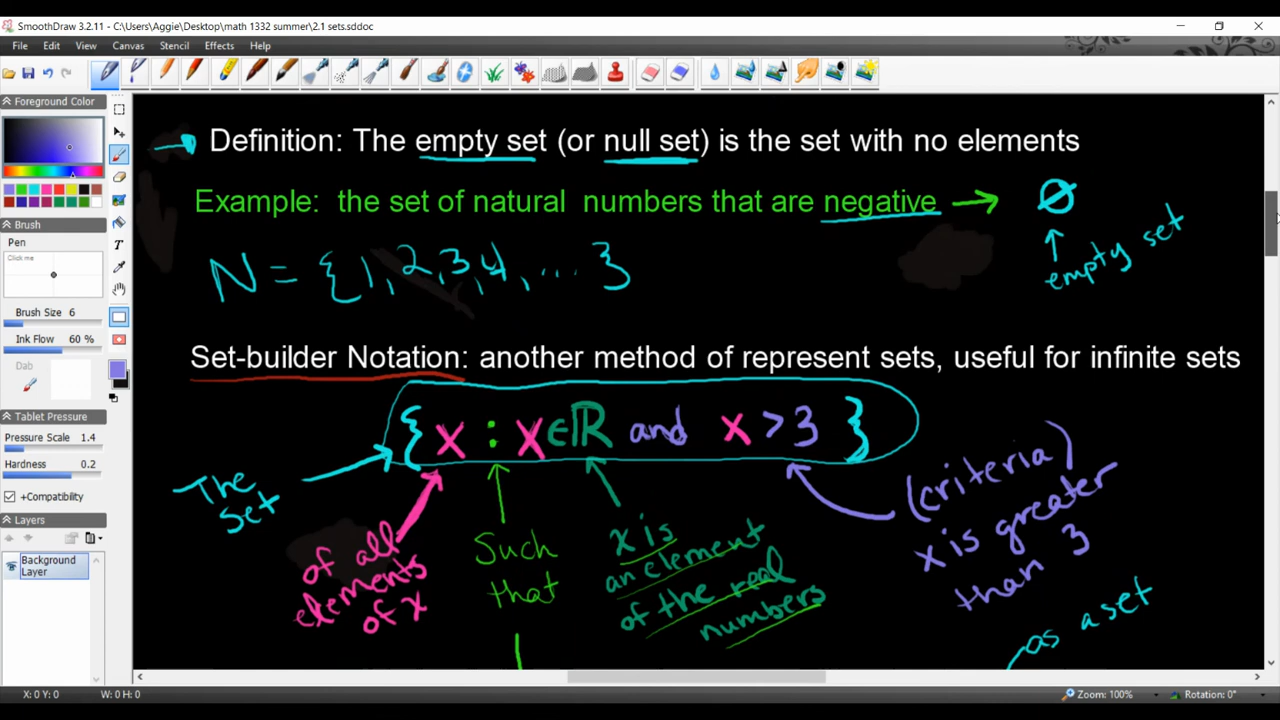 SmoothDraw 3.2.11 - C:\Users\Aggie\Desktop\math 1332 summer\2.1 sets.sddoc
File Edit View Canvas Stencil Effects Help
Foreground Color
Brush
Pen
Click me
Brush Size 6
Ink Flow 60 %
Dab
Tablet Pressure
Pressure Scale 1.4
Hardness 0.2
+Compatibility
Layers
Background
Layer
Definition: The empty set (or null set) is the set with no elements
Example: the set of natural numbers that are negative → Ø
empty set
N = {1,2,3,4, ... }
Set-builder Notation: another method of represent sets, useful for infinite sets
{ x : x ∈ ℝ and x > 3 }
The
set
of all
elements
of x
Such
that
x is
an element
of the real
numbers
(criteria)
x is greater
than 3
as a set
X: 0 Y: 0 W: 0 H: 0 Zoom: 100% Rotation: 0°